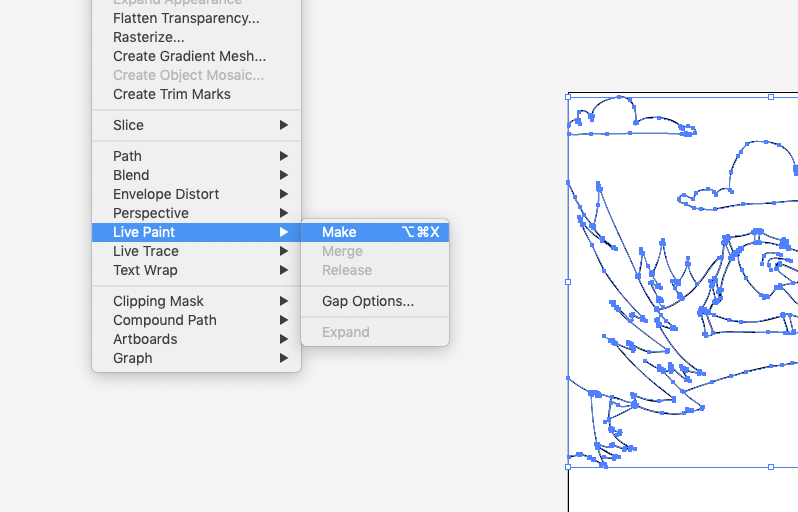 Expand Appearance
Flatten Transparency...
Rasterize...
Create Gradient Mesh...
Create Object Mosaic...
Create Trim Marks
Slice
Path
Blend
Envelope Distort
Perspective
Live Paint
Live Trace
Text Wrap
Clipping Mask
Compound Path
Artboards
Graph
Make ⌥⌘X
Merge
Release
Gap Options...
Expand